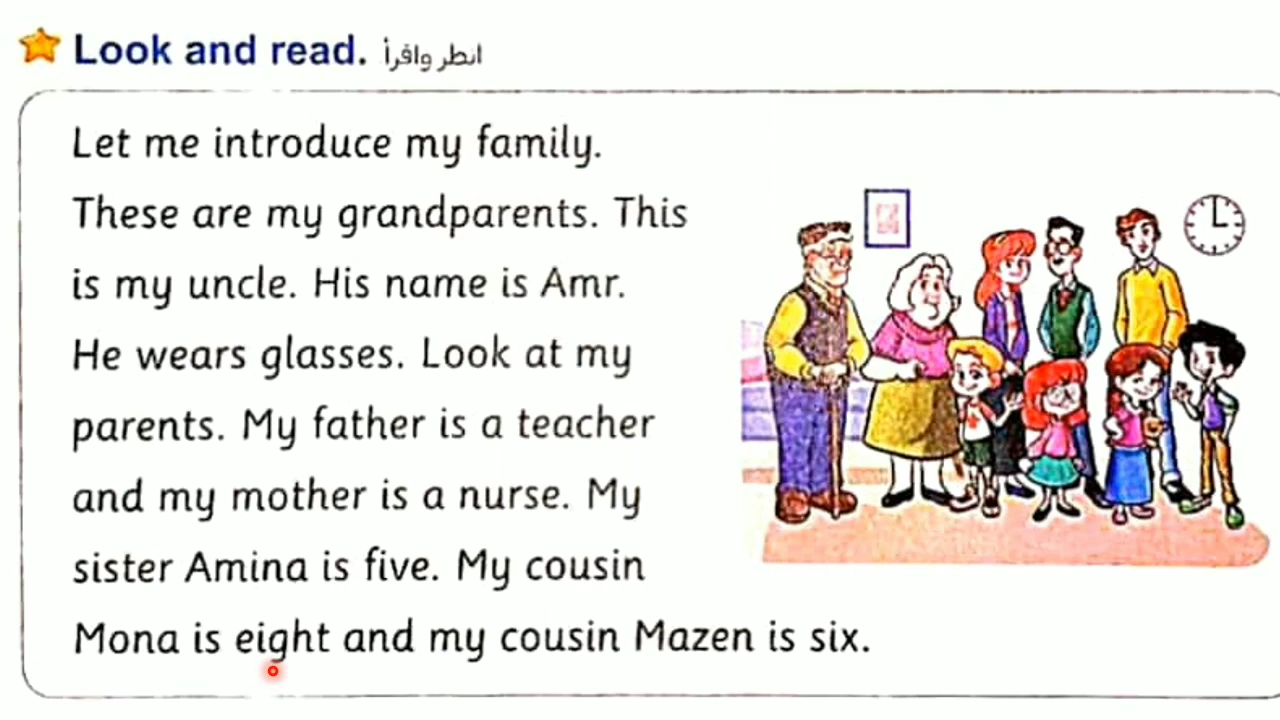 Look and read. انظر واقرأ
Let me introduce my family.
These are my grandparents. This
is my uncle. His name is Amr.
He wears glasses. Look at my
parents. My father is a teacher
and my mother is a nurse. My
sister Amina is five. My cousin
Mona is eight and my cousin Mazen is six.